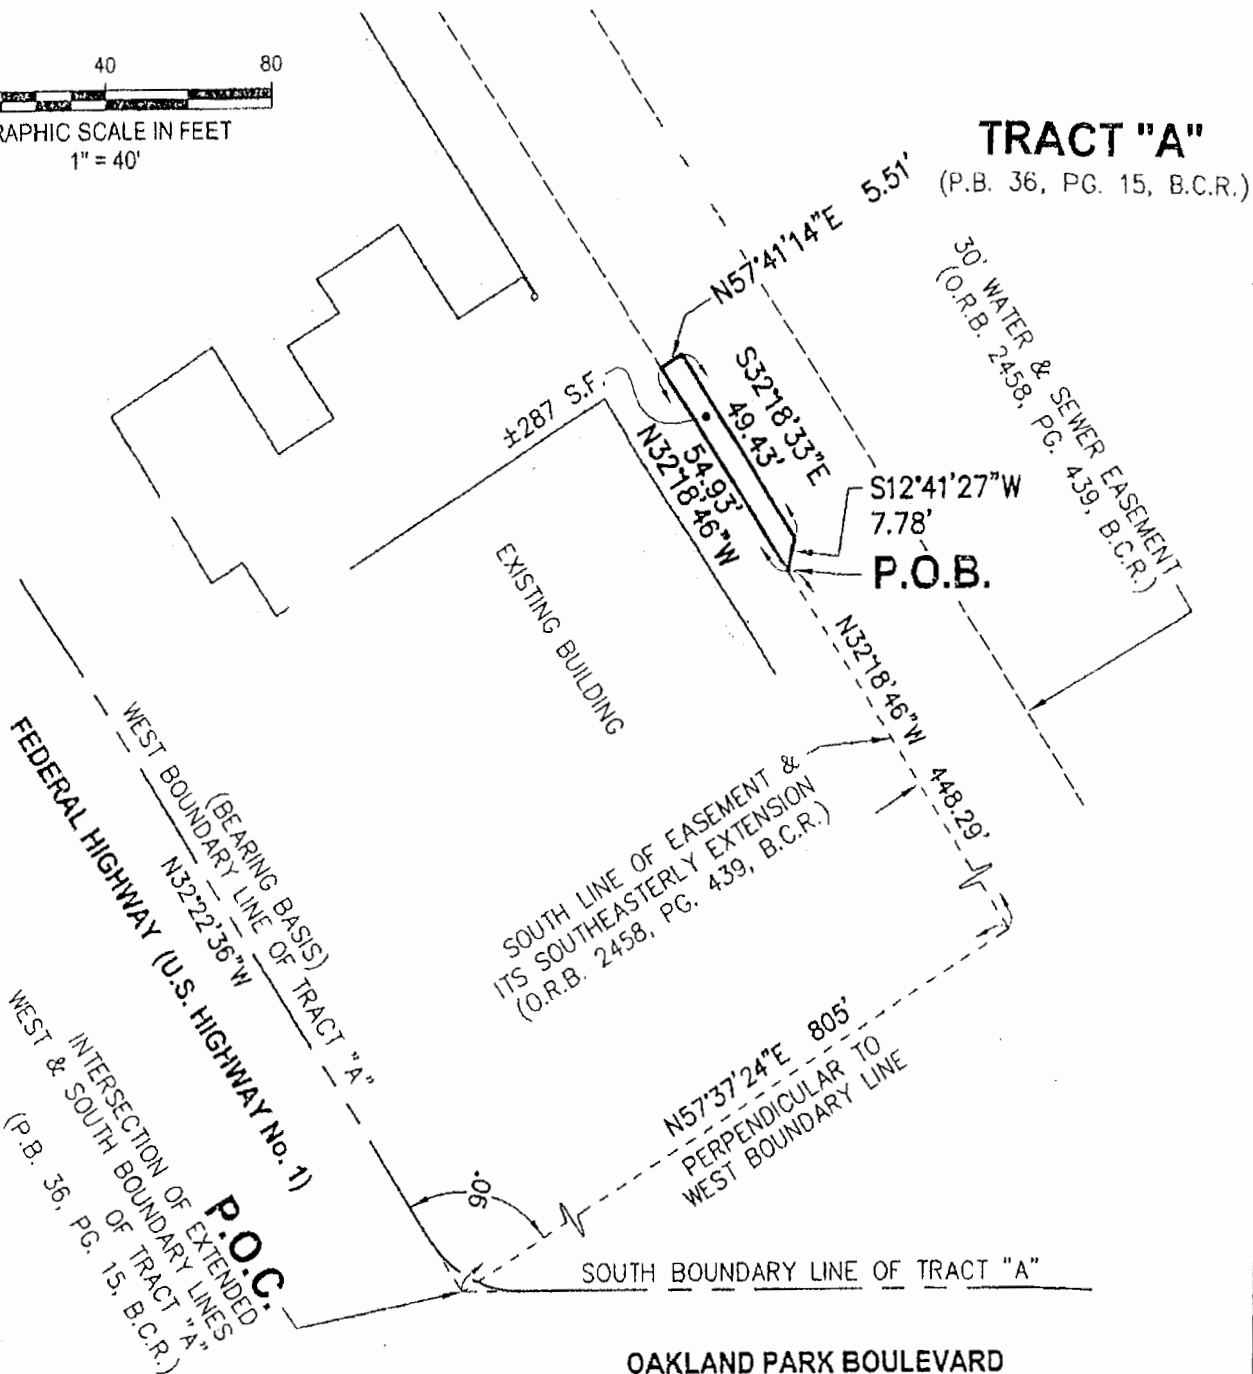 40 80
RAPHIC SCALE IN FEET
1" = 40'
TRACT "A"
(P.B. 36, PG. 15, B.C.R.)
N57°41'14"E 5.51'
30' WATER & SEWER EASEMENT
(O.R.B. 2458, PG. 439, B.C.R.)
S32°18'33"E
49.43'
±287 S.F.
54.93'
N32°18'46"W
S12°41'27"W
7.78'
P.O.B.
EXISTING BUILDING
N32°18'46"W 448.29'
SOUTH LINE OF EASEMENT &
ITS SOUTHEASTERLY EXTENSION
(O.R.B. 2458, PG. 439, B.C.R.)
(BEARING BASIS)
WEST BOUNDARY LINE OF TRACT "A"
N32°22'36"W
FEDERAL HIGHWAY (U.S. HIGHWAY No. 1)
N57°37'24"E 805'
PERPENDICULAR TO
WEST BOUNDARY LINE
90°
P.O.C.
INTERSECTION OF EXTENDED
WEST & SOUTH BOUNDARY LINES
OF TRACT "A"
(P.B. 36, PG. 15, B.C.R.)
SOUTH BOUNDARY LINE OF TRACT "A"
OAKLAND PARK BOULEVARD